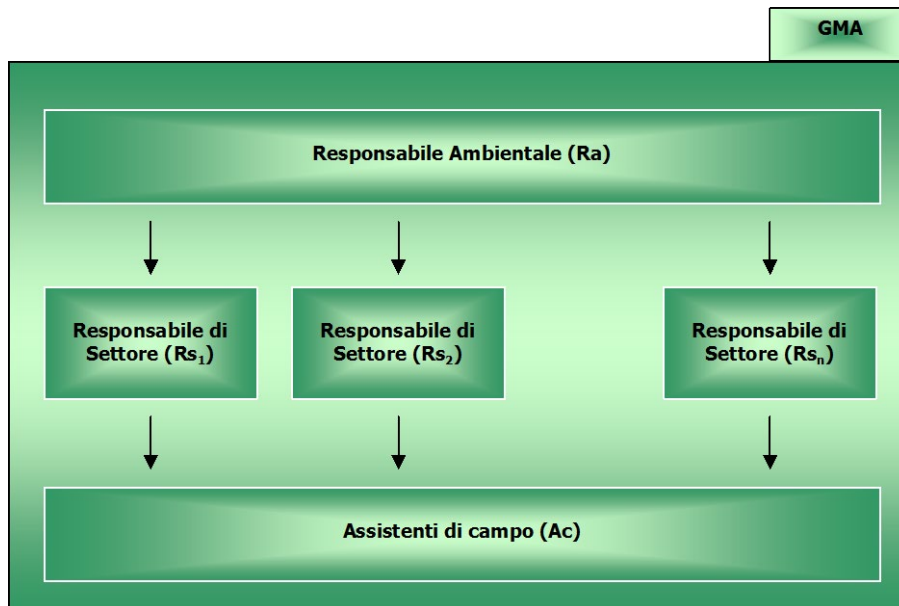 GMA
Responsabile Ambientale (Ra)
Responsabile di
Settore (Rs₁)
Responsabile di
Settore (Rs₂)
Responsabile di
Settore (Rsₙ)
Assistenti di campo (Ac)